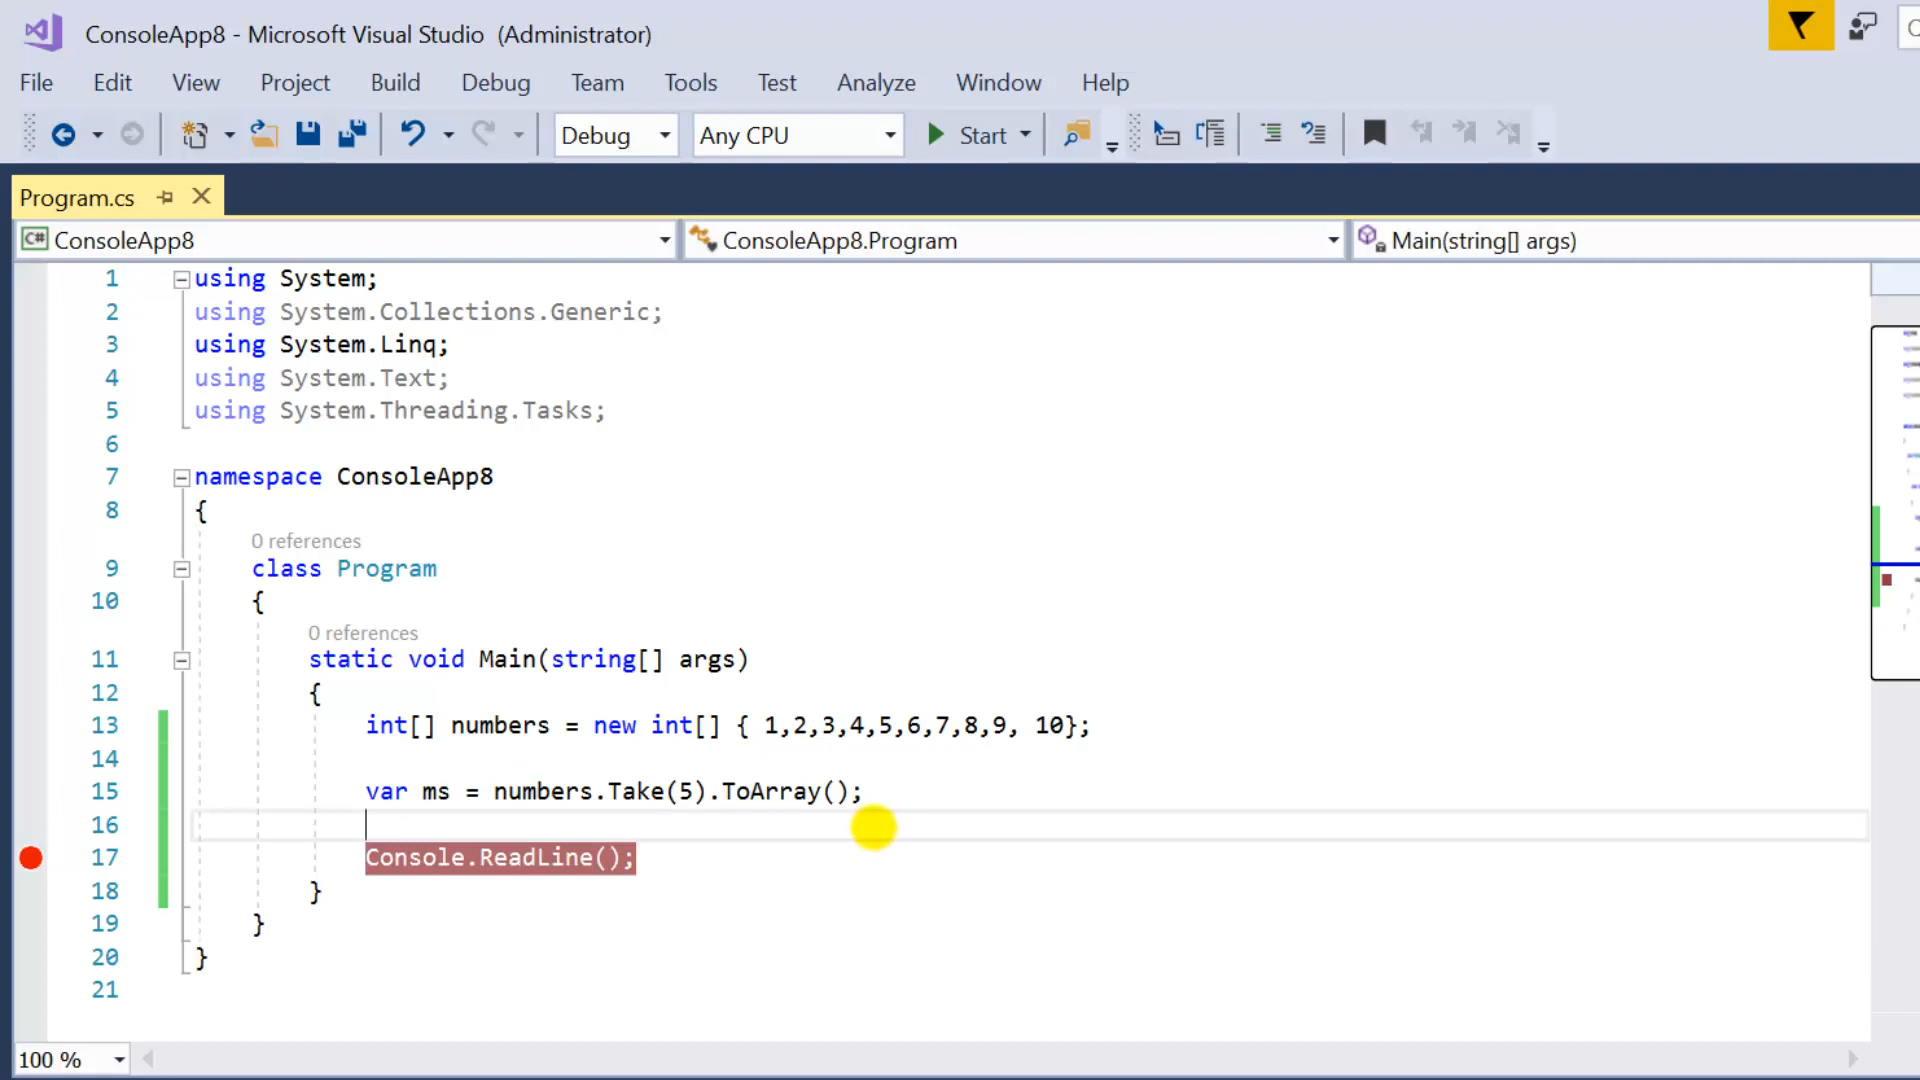 ConsoleApp8 - Microsoft Visual Studio (Administrator)
File Edit View Project Build Debug Team Tools Test Analyze Window Help
Debug Any CPU Start
Program.cs
C# ConsoleApp8 ConsoleApp8.Program Main(string[] args)
1 using System;
2 using System.Collections.Generic;
3 using System.Linq;
4 using System.Text;
5 using System.Threading.Tasks;
6
7 namespace ConsoleApp8
8 {
0 references
9 class Program
10 {
0 references
11 static void Main(string[] args)
12 {
13 int[] numbers = new int[] { 1,2,3,4,5,6,7,8,9, 10};
14
15 var ms = numbers.Take(5).ToArray();
16
17 Console.ReadLine();
18 }
19 }
20 }
21
100 %